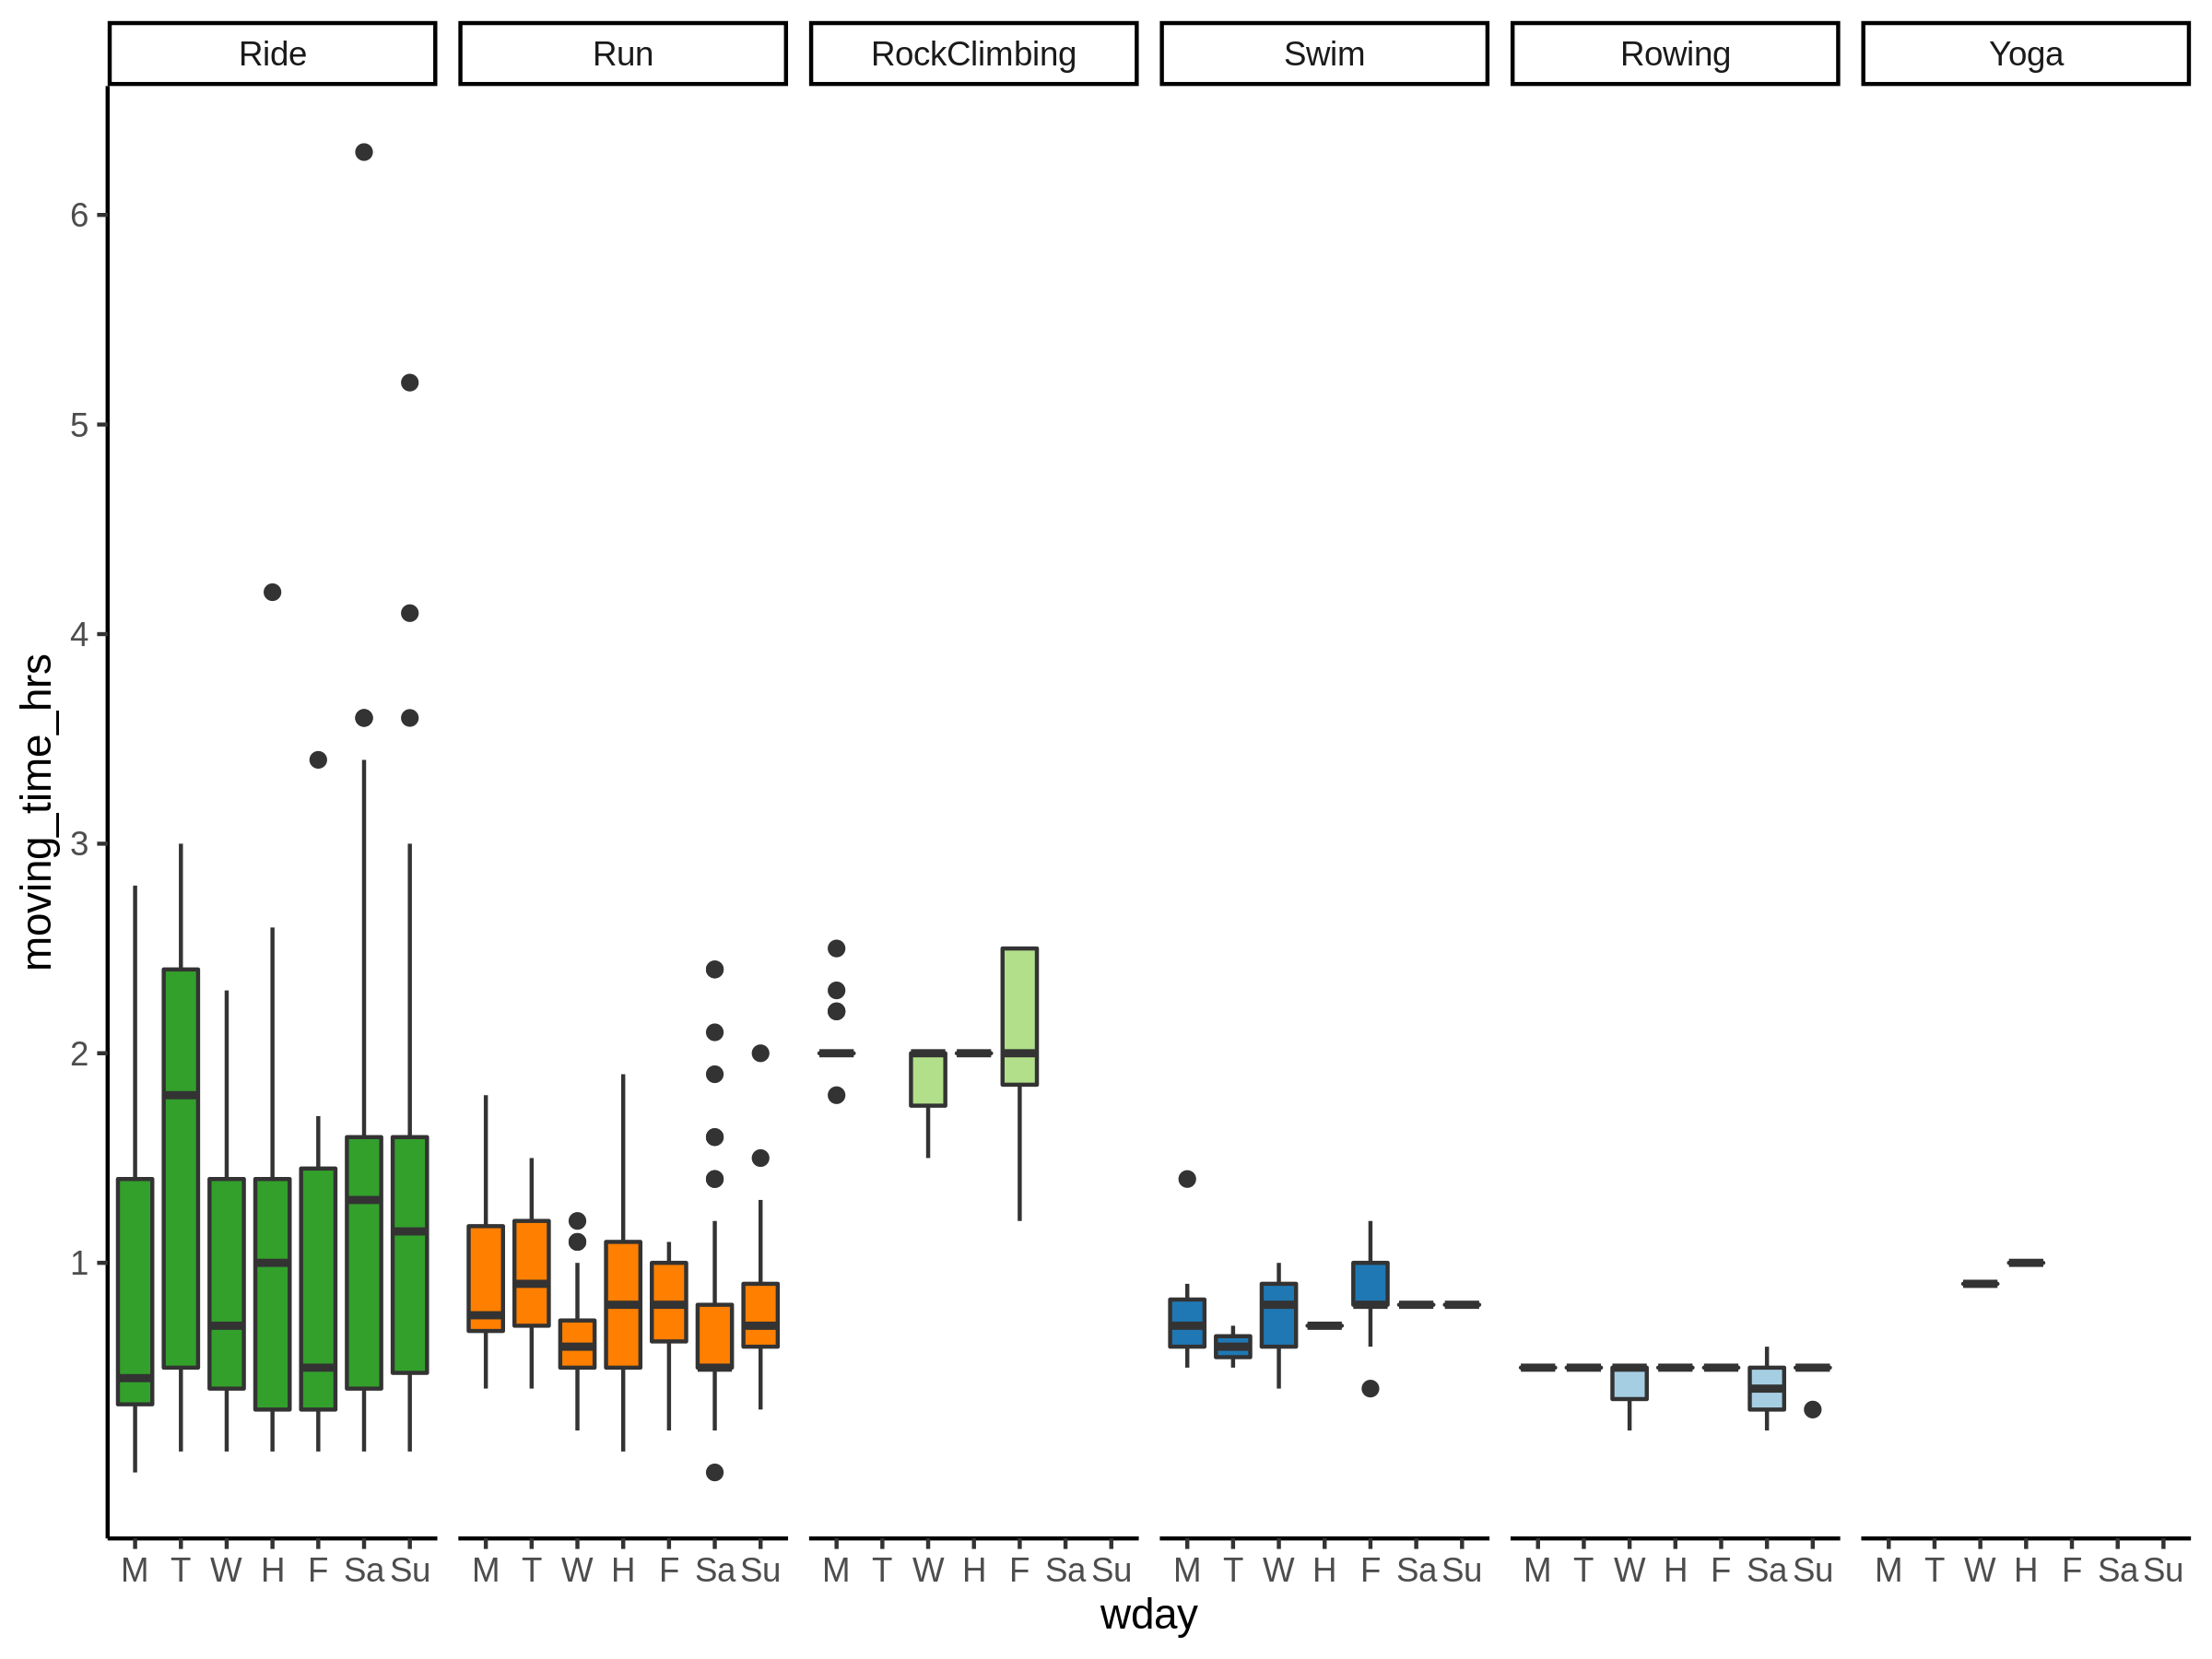 Ride Run RockClimbing Swim Rowing Yoga
6
5
4
3
2
1
moving_time_hrs
M T W H F Sa Su M T W H F Sa Su M T W H F Sa Su M T W H F Sa Su M T W H F Sa Su M T W H F Sa Su
wday